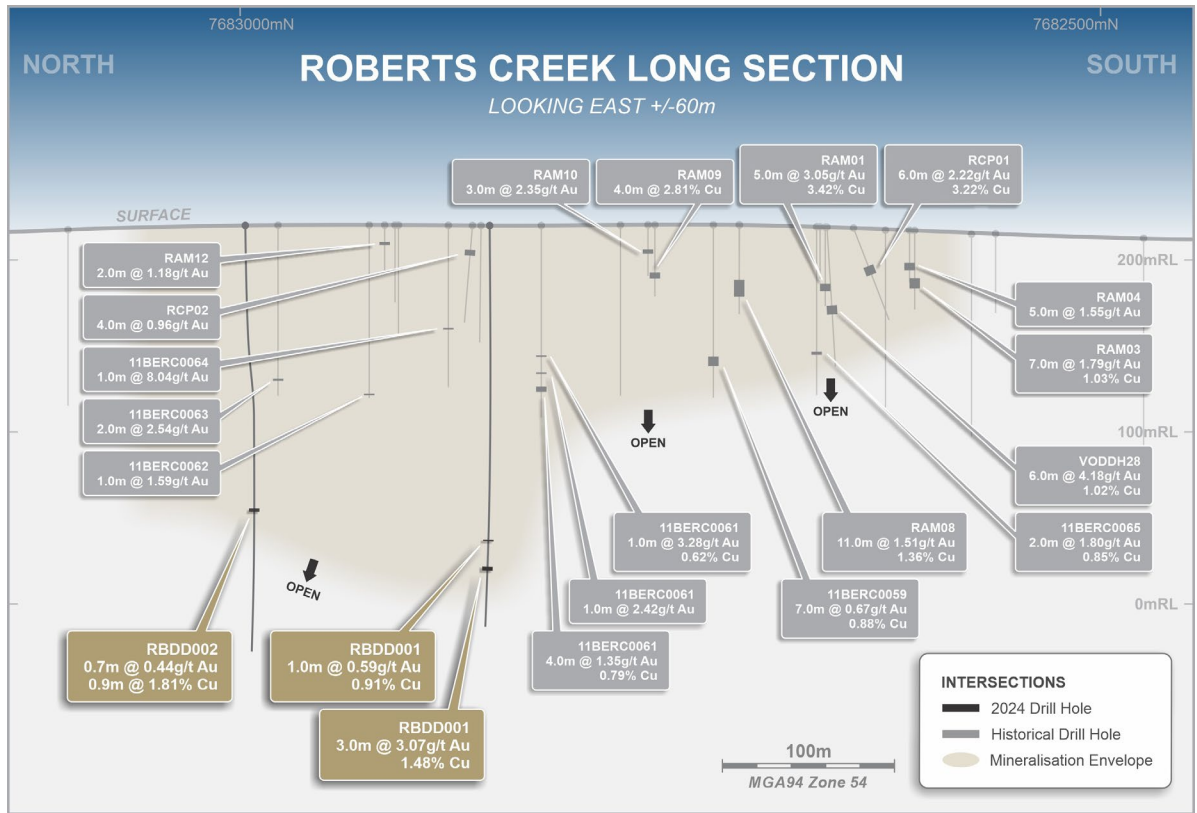 7683000mN
7682500mN
NORTH
ROBERTS CREEK LONG SECTION
SOUTH
LOOKING EAST +/-60m
RAM10
3.0m @ 2.35g/t Au
RAM09
4.0m @ 2.81% Cu
RAM01
5.0m @ 3.05g/t Au
3.42% Cu
RCP01
6.0m @ 2.22g/t Au
3.22% Cu
SURFACE
RAM12
2.0m @ 1.18g/t Au
RCP02
4.0m @ 0.96g/t Au
11BERC0064
1.0m @ 8.04g/t Au
11BERC0063
2.0m @ 2.54g/t Au
11BERC0062
1.0m @ 1.59g/t Au
200mRL
RAM04
5.0m @ 1.55g/t Au
RAM03
7.0m @ 1.79g/t Au
1.03% Cu
OPEN
OPEN
100mRL
VODDH28
6.0m @ 4.18g/t Au
1.02% Cu
11BERC0061
1.0m @ 3.28g/t Au
0.62% Cu
RAM08
11.0m @ 1.51g/t Au
1.36% Cu
11BERC0065
2.0m @ 1.80g/t Au
0.85% Cu
OPEN
11BERC0061
1.0m @ 2.42g/t Au
11BERC0059
7.0m @ 0.67g/t Au
0.88% Cu
0mRL
RBDD002
0.7m @ 0.44g/t Au
0.9m @ 1.81% Cu
RBDD001
1.0m @ 0.59g/t Au
0.91% Cu
11BERC0061
4.0m @ 1.35g/t Au
0.79% Cu
RBDD001
3.0m @ 3.07g/t Au
1.48% Cu
100m
MGA94 Zone 54
INTERSECTIONS
2024 Drill Hole
Historical Drill Hole
Mineralisation Envelope